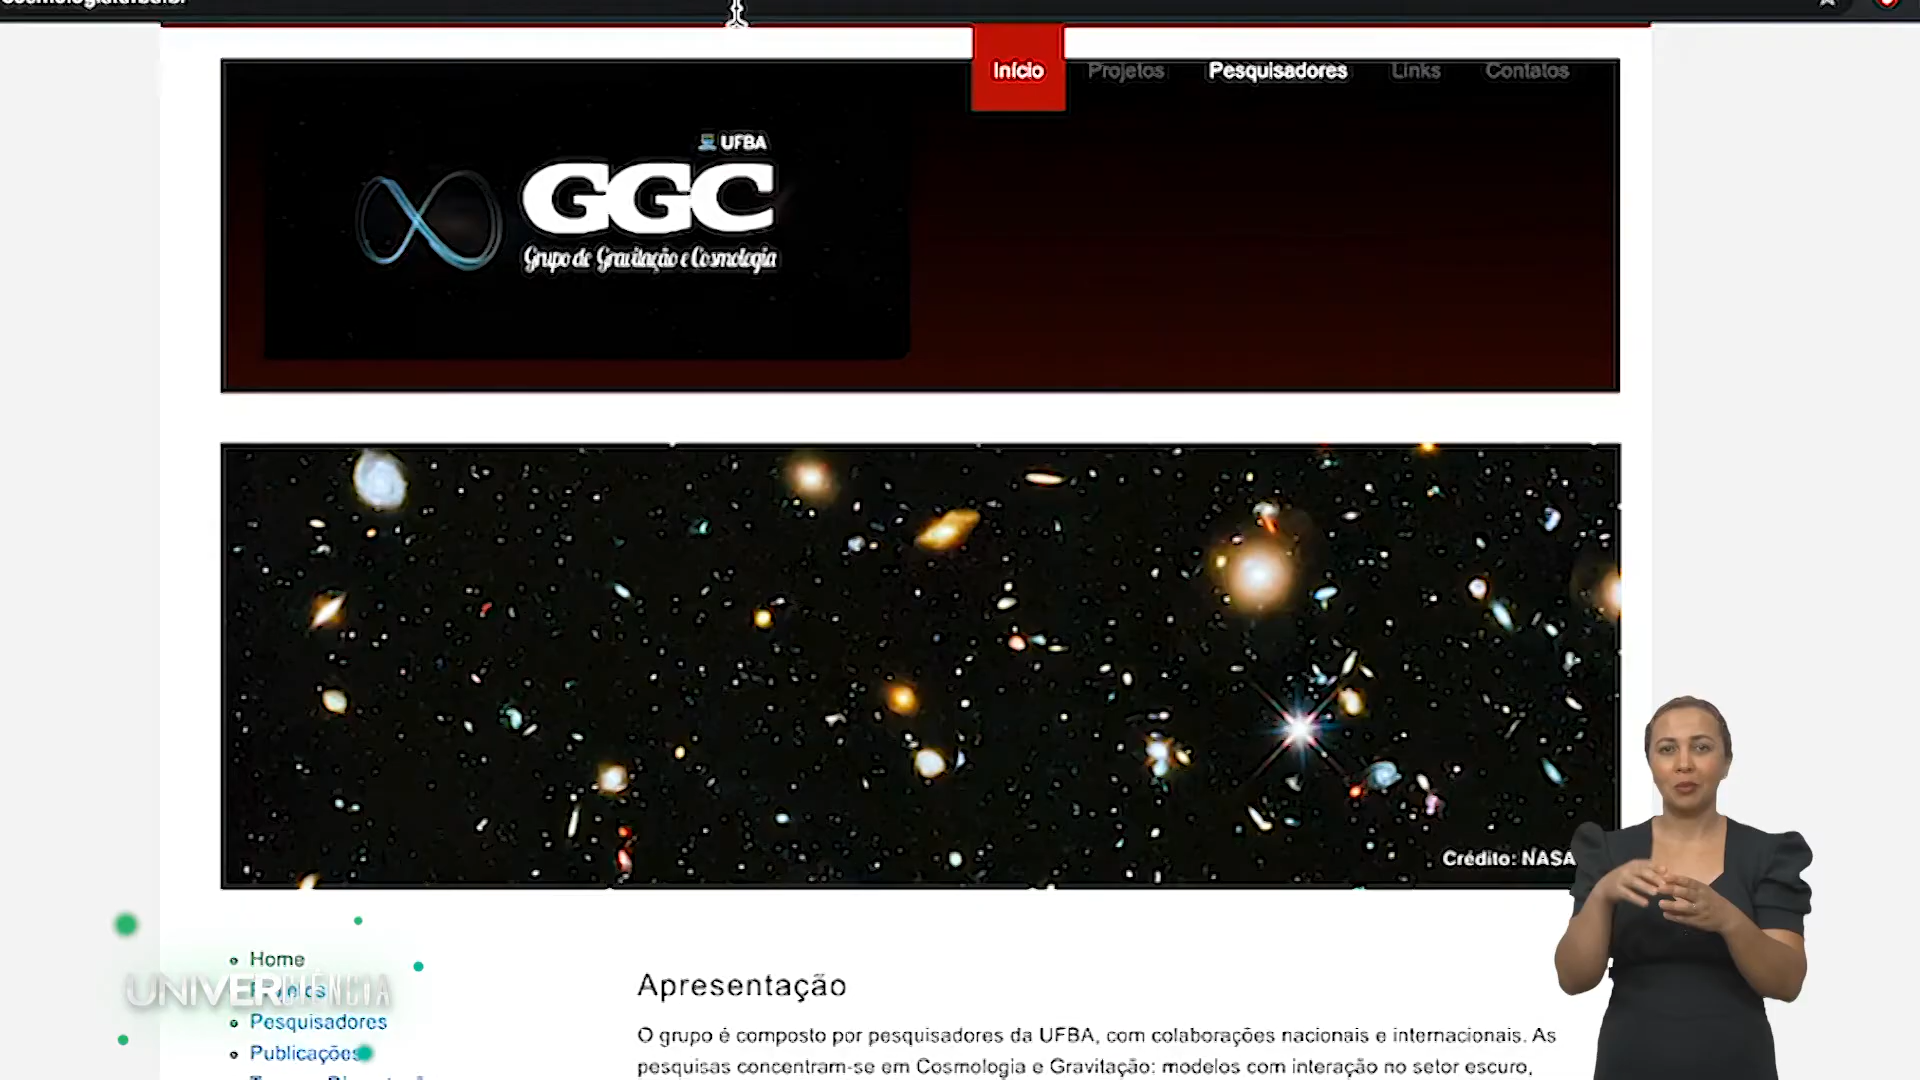 Início Projetos Pesquisadores Links Contatos
UFBA
GGC
Grupo de Gravitação e Cosmologia
Crédito: NASA
Home
UNIVERCIÊNCIA
Pesquisadores
Publicações
Apresentação
O grupo é composto por pesquisadores da UFBA, com colaborações nacionais e internacionais. As
pesquisas concentram-se em Cosmologia e Gravitação: modelos com interação no setor escuro,